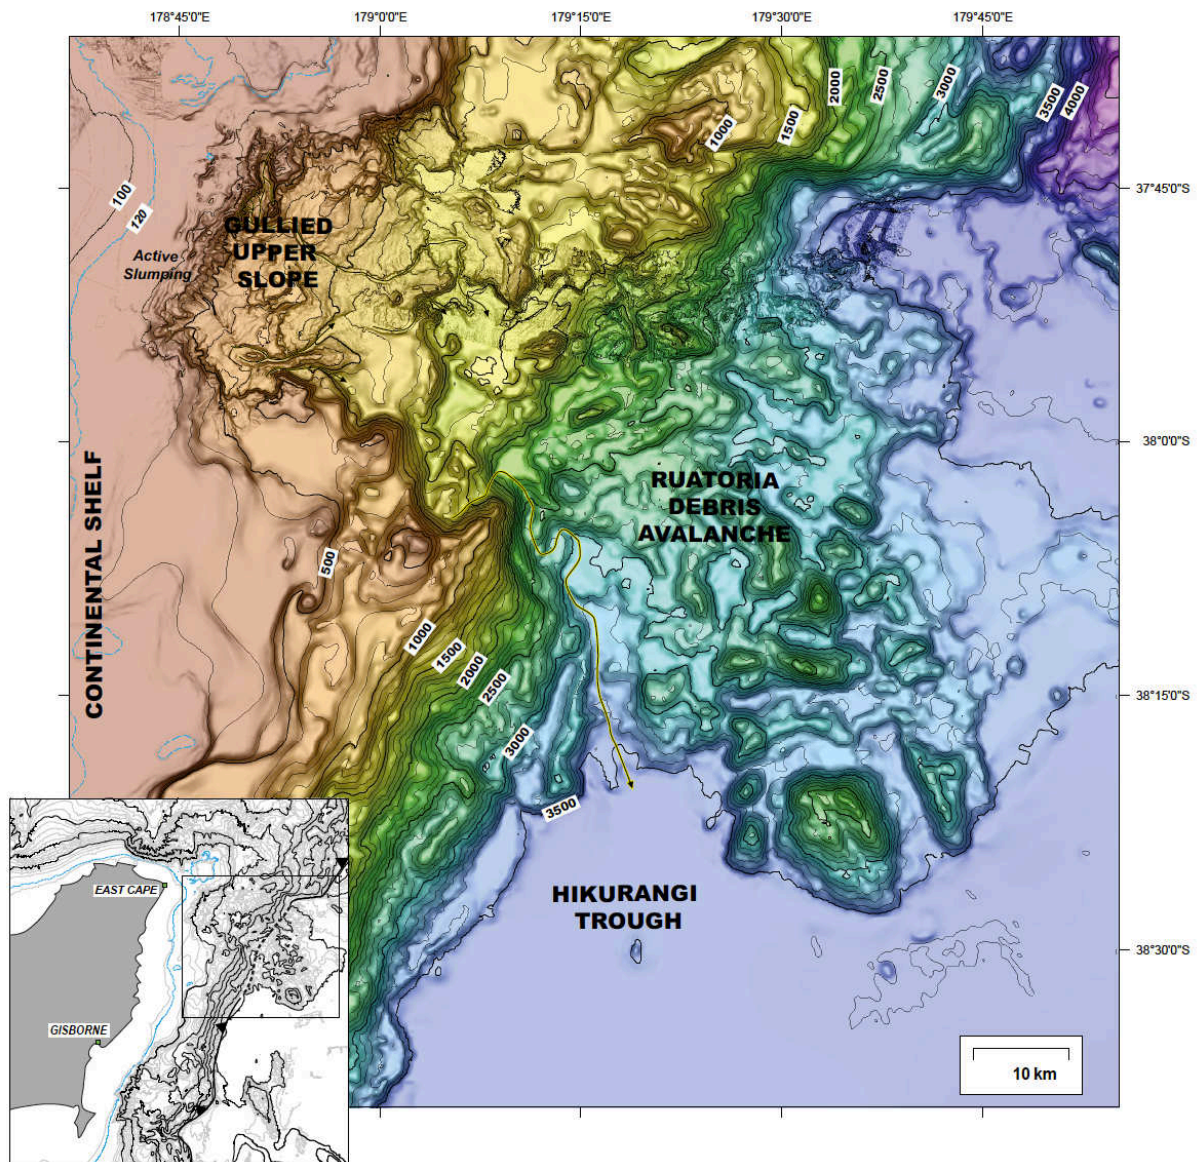 178°45'0"E
179°0'0"E
179°15'0"E
179°30'0"E
179°45'0"E
2000
2500
3000
3500
4000
1000
1500
100
120
37°45'0"S
GULLIED
UPPER
SLOPE
Active
Slumping
38°0'0"S
CONTINENTAL SHELF
RUATORIA
DEBRIS
AVALANCHE
500
1000
1500
2000
2500
3000
3500
38°15'0"S
EAST CAPE
GISBORNE
HIKURANGI
TROUGH
38°30'0"S
10 km